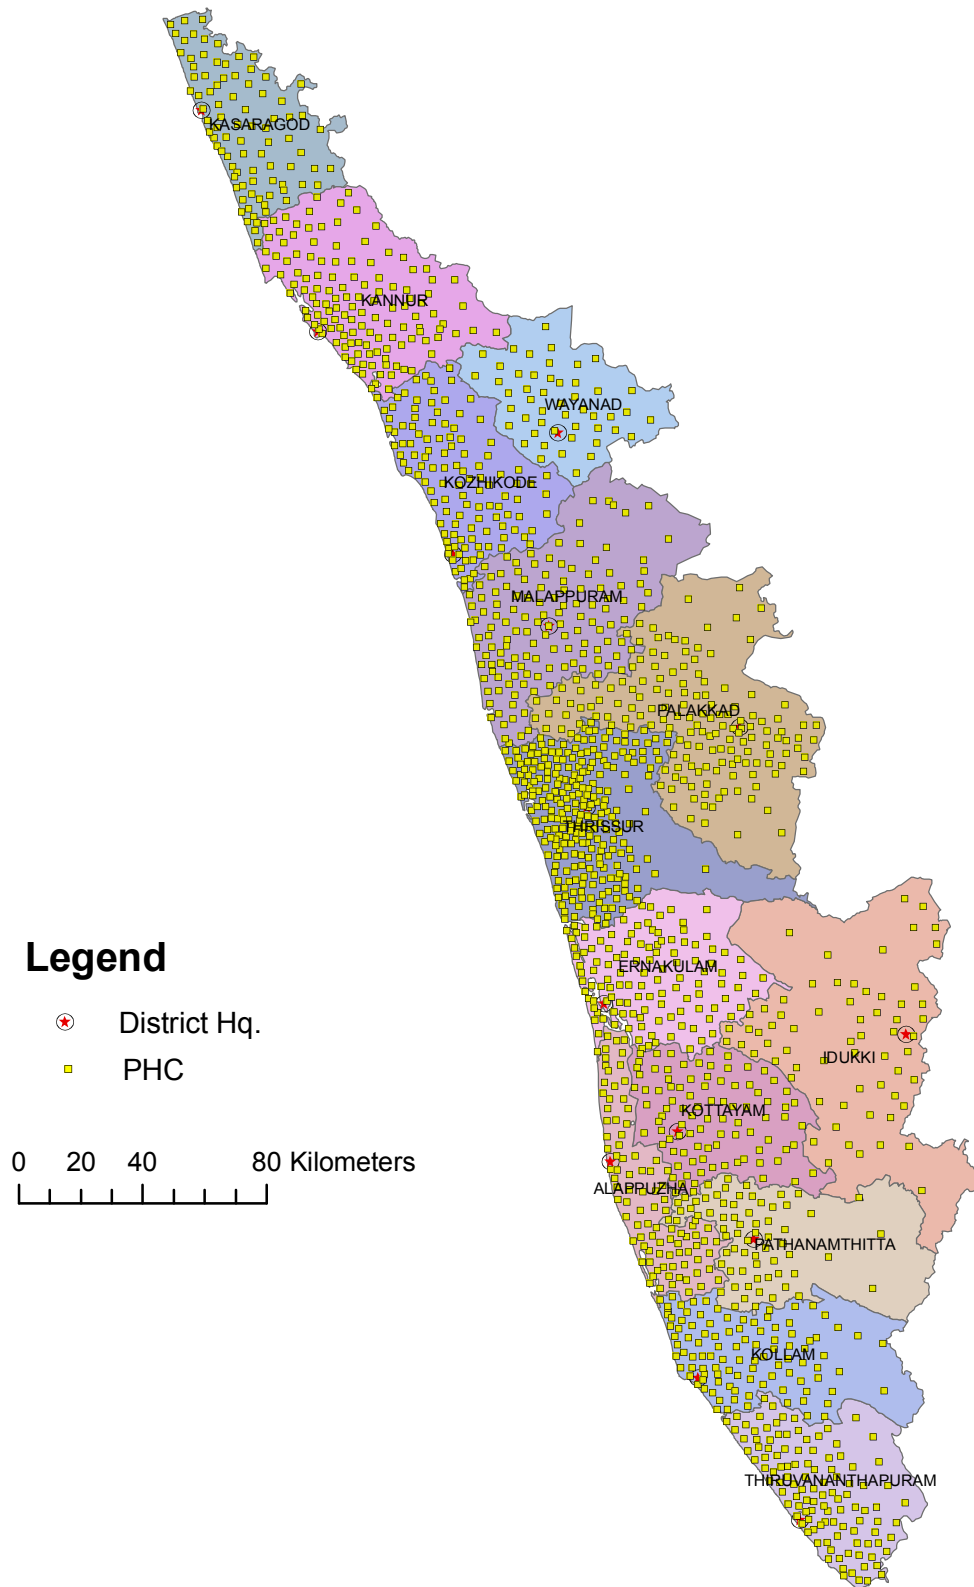 KASARAGOD
KANNUR
WAYANAD
KOZHIKODE
MALAPPURAM
PALAKKAD
THRISSUR
ERNAKULAM
IDUKKI
KOTTAYAM
ALAPPUZHA
PATHANAMTHITTA
KOLLAM
THIRUVANANTHAPURAM
Legend
District Hq.
PHC
0 20 40 80 Kilometers